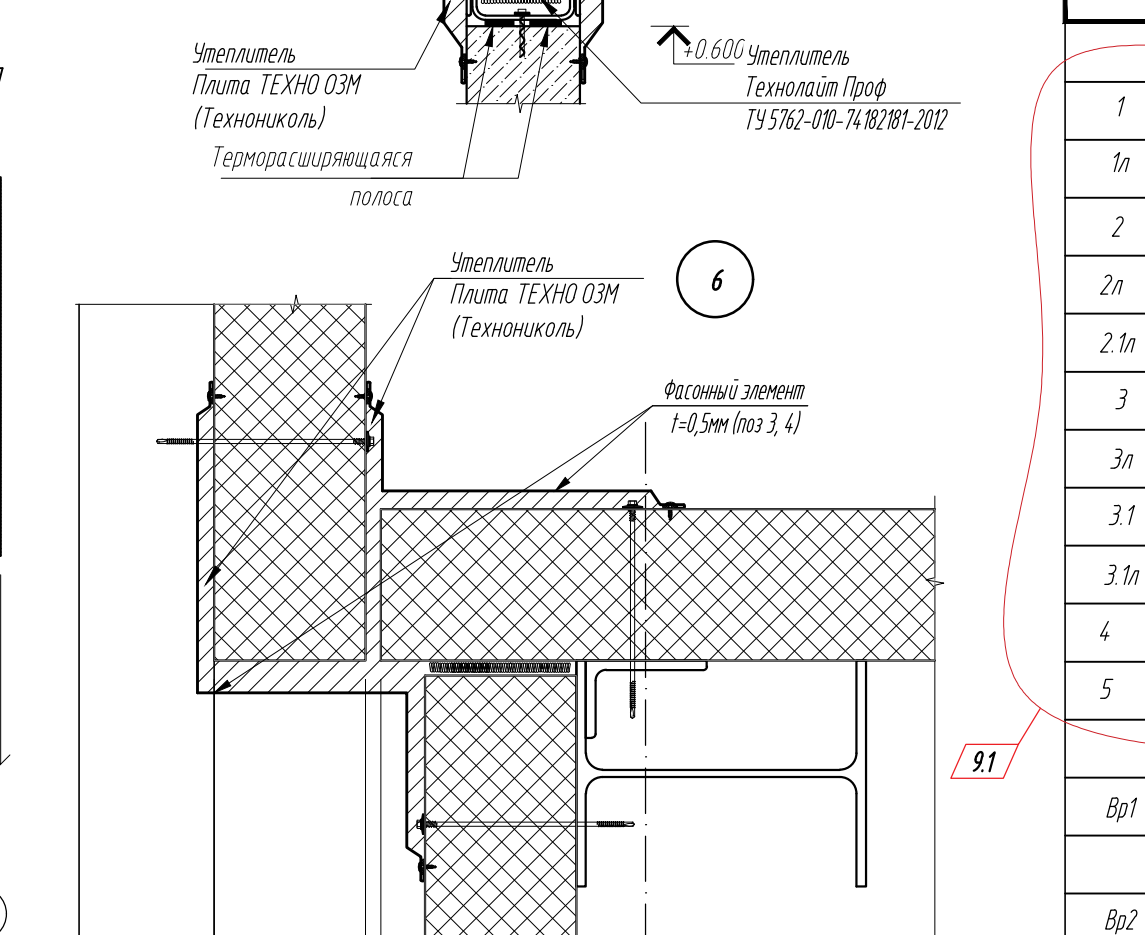 Утеплитель
Плита ТЕХНО ОЗМ
(Технониколь)
Терморасширяющаяся
полоса
+0.600
Утеплитель
Технолайт Проф
ТУ 5762-010-74182181-2012
Утеплитель
Плита ТЕХНО ОЗМ
(Технониколь)
6
Фасонный элемент
t=0,5мм (поз 3, 4)
1
1л
2
2л
2.1л
3
3л
3.1
3.1л
4
5
9.1
Вр1
Вр2